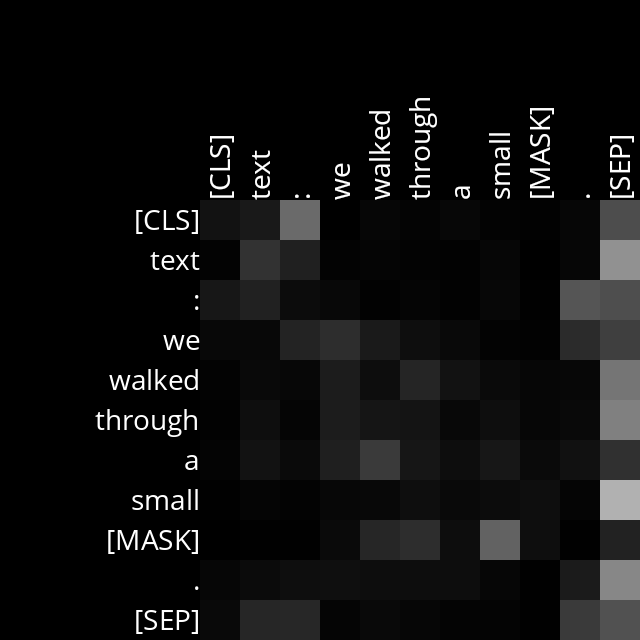 [CLS]
text
:
we
walked
through
a
small
[MASK]
.
[SEP]
[CLS]
text
:
we
walked
through
a
small
[MASK]
.
[SEP]